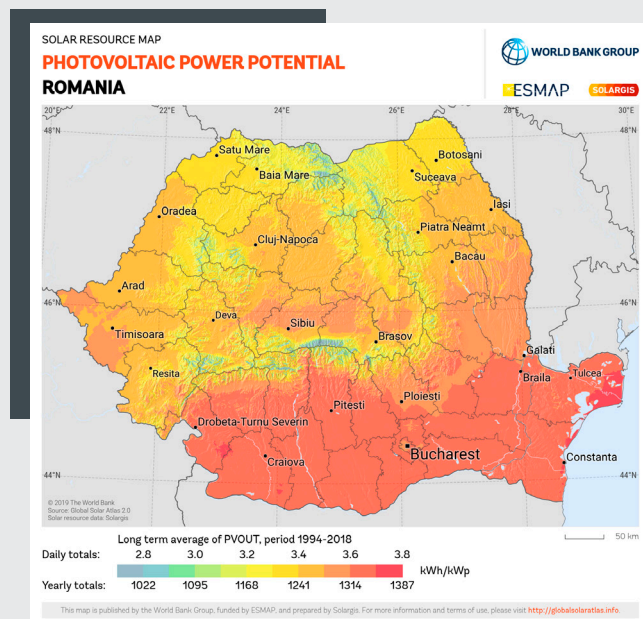 SOLAR RESOURCE MAP
PHOTOVOLTAIC POWER POTENTIAL
ROMANIA
WORLD BANK GROUP
ESMAP
SOLARGIS
20°E 22°E 24°E 26°E 28°E 30°E
48°N 48°N
Satu Mare
Botosani
Baia Mare
Suceava
Iași
Oradea
Piatra Neamt
Cluj-Napoca
Bacău
Arad
46°N 46°N
Deva
Sibiu
Timisoara
Brasov
Galati
Resita
Braila
Tulcea
Ploiesti
Pitesti
Drobeta-Turnu Severin
Bucharest
Craiova
Constanta
44°N 44°N
© 2019 The World Bank
Source: Global Solar Atlas 2.0
Solar resource data: Solargis
50 km
Long term average of PVOUT, period 1994-2018
Daily totals: 2.8 3.0 3.2 3.4 3.6 3.8
kWh/kWp
Yearly totals: 1022 1095 1168 1241 1314 1387
This map is published by the World Bank Group, funded by ESMAP, and prepared by Solargis. For more information and terms of use, please visit http://globalsolaratlas.info